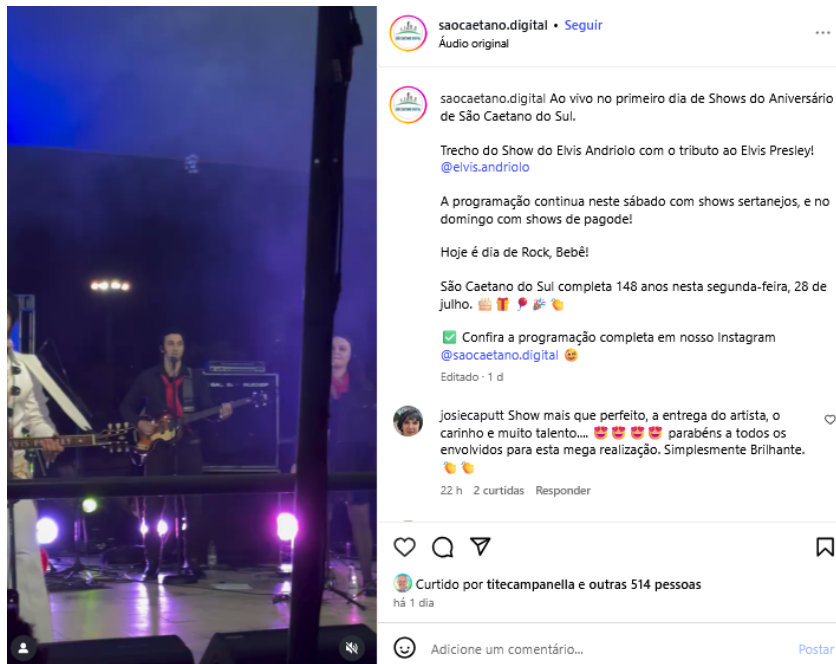 saocaetano.digital • Seguir
Áudio original
saocaetano.digital Ao vivo no primeiro dia de Shows do Aniversário
de São Caetano do Sul.
Trecho do Show do Elvis Andriolo com o tributo ao Elvis Presley!
@elvis.andriolo
A programação continua neste sábado com shows sertanejos, e no
domingo com shows de pagode!
Hoje é dia de Rock, Bebê!
São Caetano do Sul completa 148 anos nesta segunda-feira, 28 de
julho. 🎂🎁🎈🎉👏
✅ Confira a programação completa em nosso Instagram
@saocaetano.digital 😉
Editado · 1 d
josiecaputt Show mais que perfeito, a entrega do artista, o
carinho e muito talento.... 😍😍😍😍 parabéns a todos os
envolvidos para esta mega realização. Simplesmente Brilhante.
👏👏
22 h 2 curtidas Responder
Curtido por titecampanella e outras 514 pessoas
há 1 dia
Adicione um comentário...
Postar
ELVIS PRESLEY